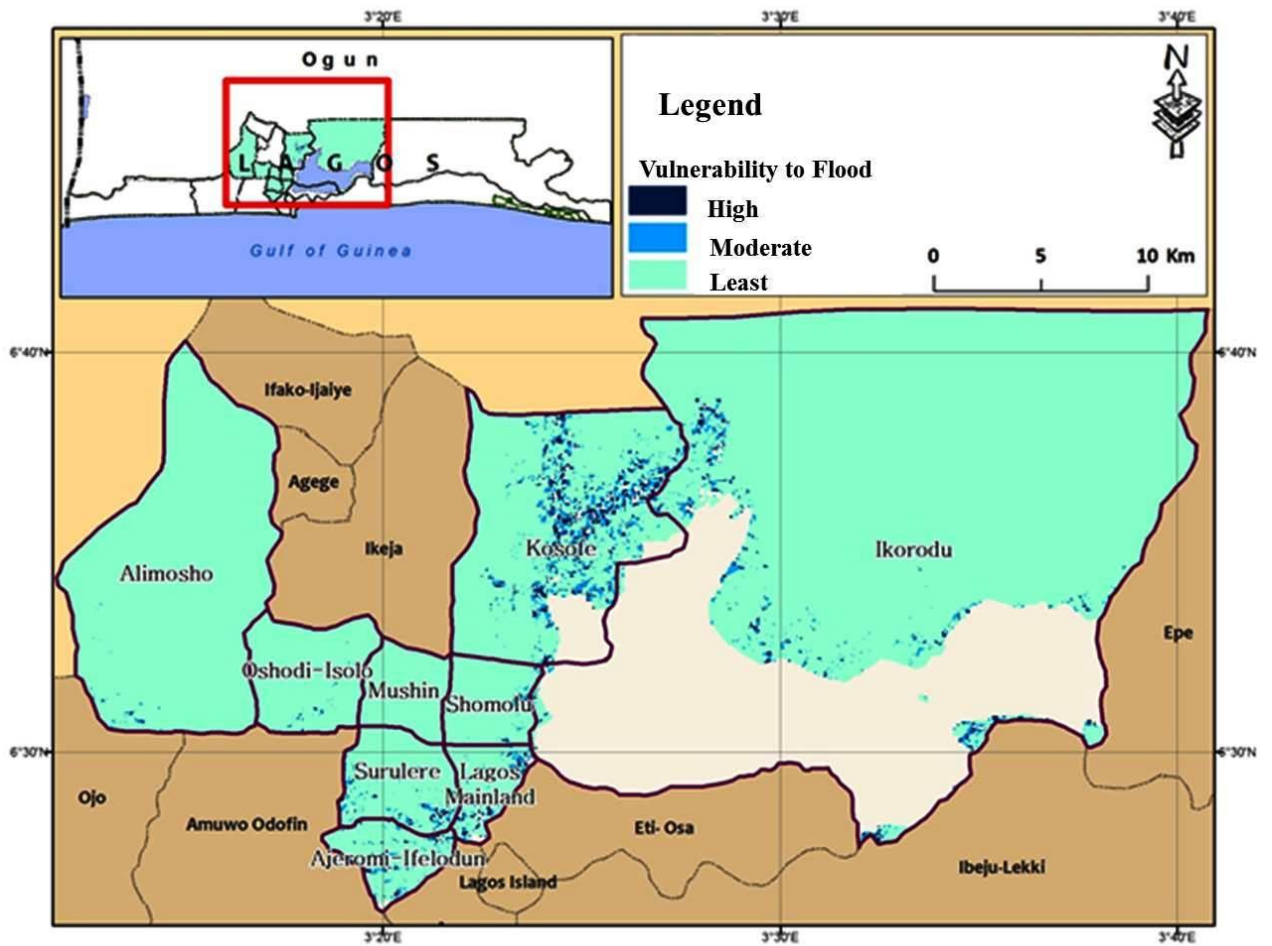 3°20'E
3°30'E
3°40'E
Ogun
LAGOS
Gulf of Guinea
Legend
N
Vulnerability to Flood
High
Moderate
Least
0 5 10 Km
6°40'N
6°40'N
Ifako-Ijaiye
Agege
Ikeja
Kosofe
Ikorodu
Alimosho
Epe
Oshodi-Isolo
Mushin
Shomolu
6°30'N
6°30'N
Surulere
Lagos
Mainland
Ojo
Amuwo Odofin
Eti- Osa
Ajeromi-Ifelodun
Lagos Island
Ibeju-Lekki
3°20'E
3°30'E
3°40'E